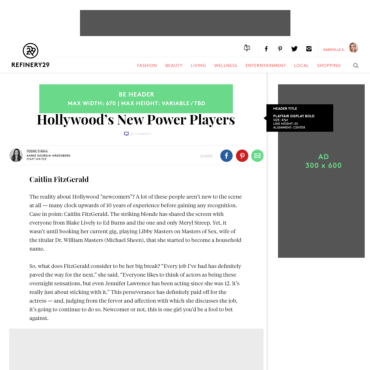 REFINERY29
FASHION BEAUTY LIVING WELLNESS ENTERTAINMENT LOCAL SHOPPING
BE HEADER
MAX WIDTH: 670 | MAX HEIGHT: VARIABLE / TBD
HEADER TITLE
PLAYFAIR DISPLAY BOLD
ALIGNMENT: CENTER
Hollywood's New Power Players
AD
300 x 600
SHARE
Caitlin FitzGerald
The reality about Hollywood "newcomers"? A lot of these people aren't new to the
scene at all — many clock upwards of 10 years of experience before gaining any recognition.
Case in point: Caitlin FitzGerald. The striking blonde has shared the screen with
everyone from Blake Lively to Ed Burns and the one and only Meryl Streep. Yet, it
wasn't until booking her current gig, playing Libby Masters on Masters of Sex, wife of
the titular Dr. William Masters (Michael Sheen), that she started to become a household
name.
So, what does FitzGerald consider to be her big break? "Every job I've had has definitely
paved the way for the next," she said. "Everyone likes to think of actors as being these
overnight sensations, but even Jennifer Lawrence has been acting since she was 12. It's
really just about sticking with it." This perseverance has definitely paid off for the
actress — and, judging from the fervor and affection with which she discusses the job,
it's going to continue to do so. Newcomer or not, this is one girl you'd be a fool to bet
against.